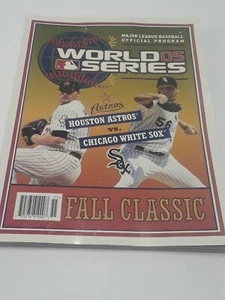 MAJOR LEAGUE BASEBALL
OFFICIAL PROGRAM
WORLD 05
SERIES
Astros
HOUSTON ASTROS
VS.
CHICAGO WHITE SOX
SOX
FALL CLASSIC